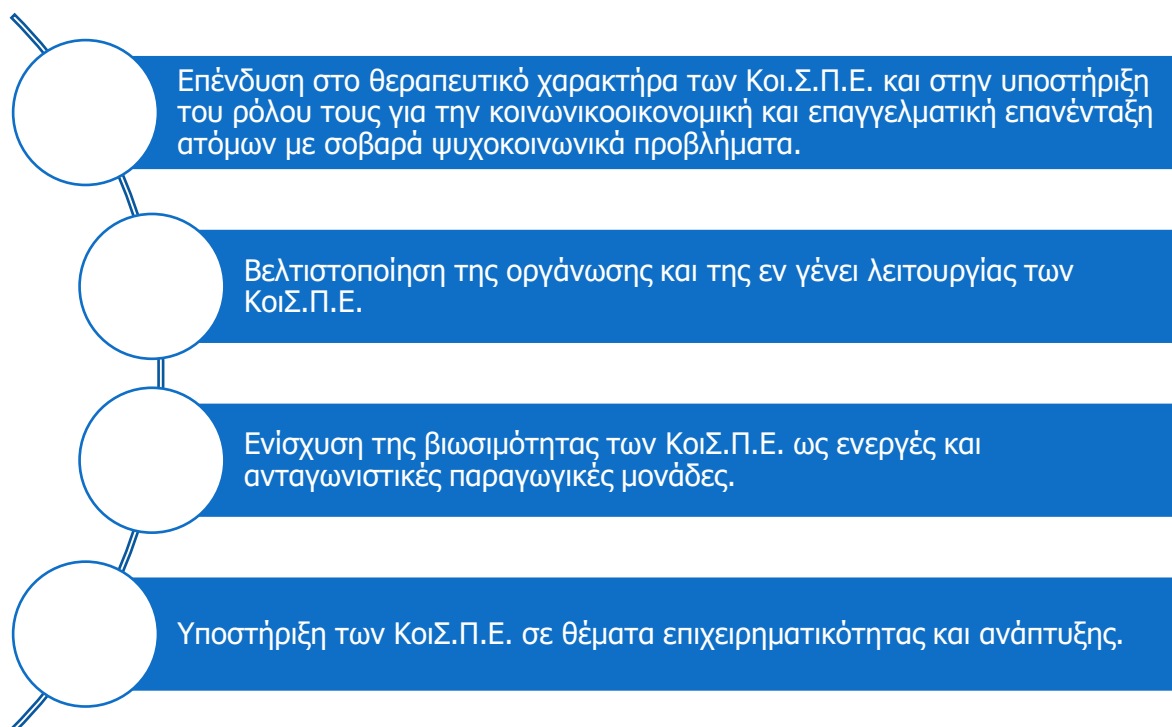 Επένδυση στο θεραπευτικό χαρακτήρα των Κοι.Σ.Π.Ε. και στην υποστήριξη
του ρόλου τους για την κοινωνικοοικονομική και επαγγελματική επανένταξη
ατόμων με σοβαρά ψυχοκοινωνικά προβλήματα.
Βελτιστοποίηση της οργάνωσης και της εν γένει λειτουργίας των
ΚοιΣ.Π.Ε.
Ενίσχυση της βιωσιμότητας των ΚοιΣ.Π.Ε. ως ενεργές και
ανταγωνιστικές παραγωγικές μονάδες.
Υποστήριξη των ΚοιΣ.Π.Ε. σε θέματα επιχειρηματικότητας και ανάπτυξης.